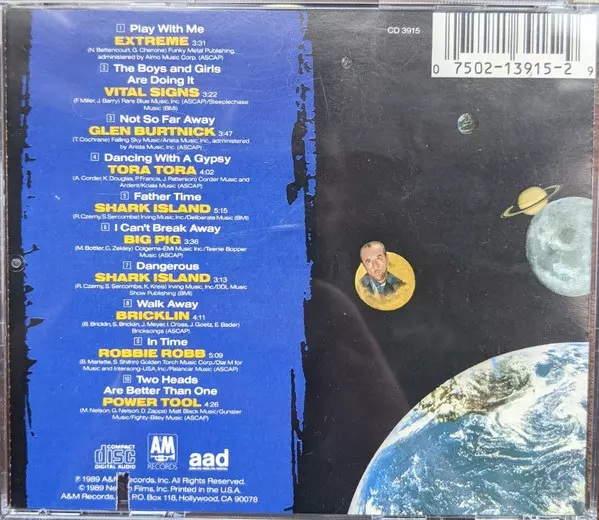 1 Play With Me
EXTREME 3:31
(N. Bettencourt, G. Cherone) Funky Metal Publishing,
administered by Almo Music Corp. (ASCAP)
2 The Boys and Girls
Are Doing It
VITAL SIGNS 3:22
(F. Miller, J. Barry) Rare Blue Music, Inc. (ASCAP)/Steeplechase
Music (BMI)
3 Not So Far Away
GLEN BURTNICK 3:47
(T. Cochrane) Falling Sky Music/Arista Music, Inc., administered
by Arista Music, Inc. (ASCAP)
4 Dancing With A Gypsy
TORA TORA 4:02
(A. Corder, K. Douglas, P. Francis, J. Patterson) Corder Music and
Ardent/Koala Music (ASCAP)
5 Father Time
SHARK ISLAND 5:15
(R. Czerny, S. Sercombe) Irving Music, Inc./Deliberate Music (BMI)
6 I Can't Break Away
BIG PIG 3:36
(M. Bottler, C. Zekley) Colgems-EMI Music Inc./Teenie Bopper
Music (ASCAP)
7 Dangerous
SHARK ISLAND 3:13
(R. Czerny, S. Sercombe, K. Kreis) Irving Music, Inc./DDL Music
Show Publishing (BMI)
8 Walk Away
BRICKLIN 4:11
(B. Bricklin, S. Bricklin, J. Meyer, I. Cross, J. Goetz, E. Bader)
Bricksongs (ASCAP)
9 In Time
ROBBIE ROBB 5:09
(B. Marlette, S. Shifrin) Golden Torch Music Corp./Dial M for
Music and Intersong-USA, Inc./Palancar Music (ASCAP)
10 Two Heads
Are Better Than One
POWER TOOL 4:26
(M. Nelson, G. Nelson, D. Zappa) Matt Black Music/Gunster
Music/Fighty-Bitey Music (ASCAP)
COMPACT
disc
DIGITAL AUDIO
A&M
RECORDS
aad
℗ 1989 A&M Records, Inc. All Rights Reserved.
© 1989 Nelson Films, Inc. Printed in the U.S.A.
A&M Records, Inc. P.O. Box 118, Hollywood, CA 90078
CD 3915
0 7502-13915-2 9